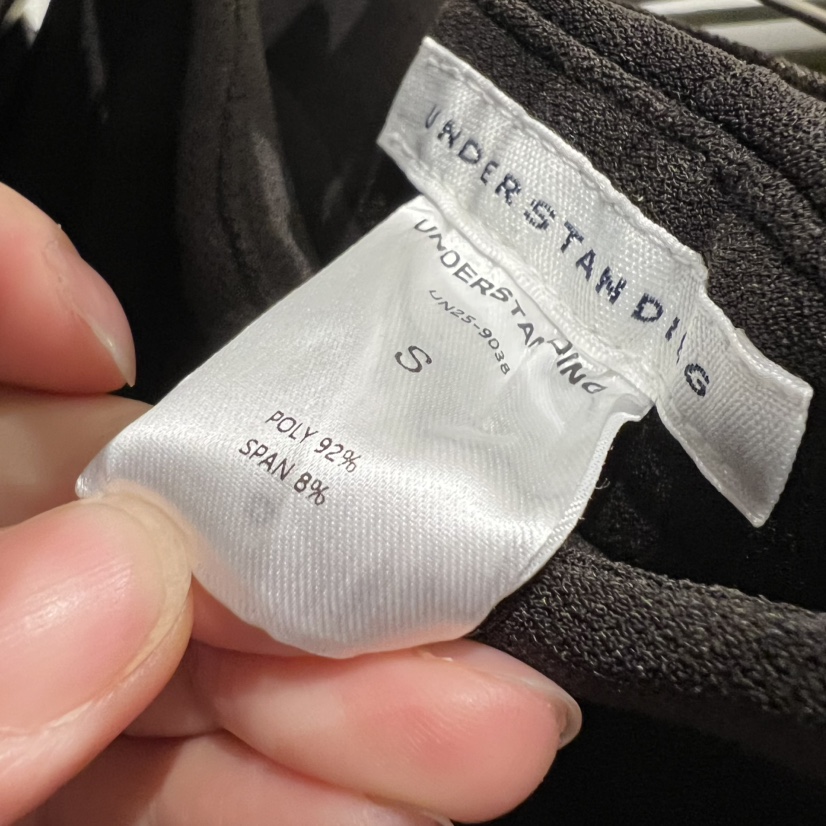 UNDERSTANDING
UNDERSTANDING
UN25-9038
S
POLY 92%
SPAN 8%